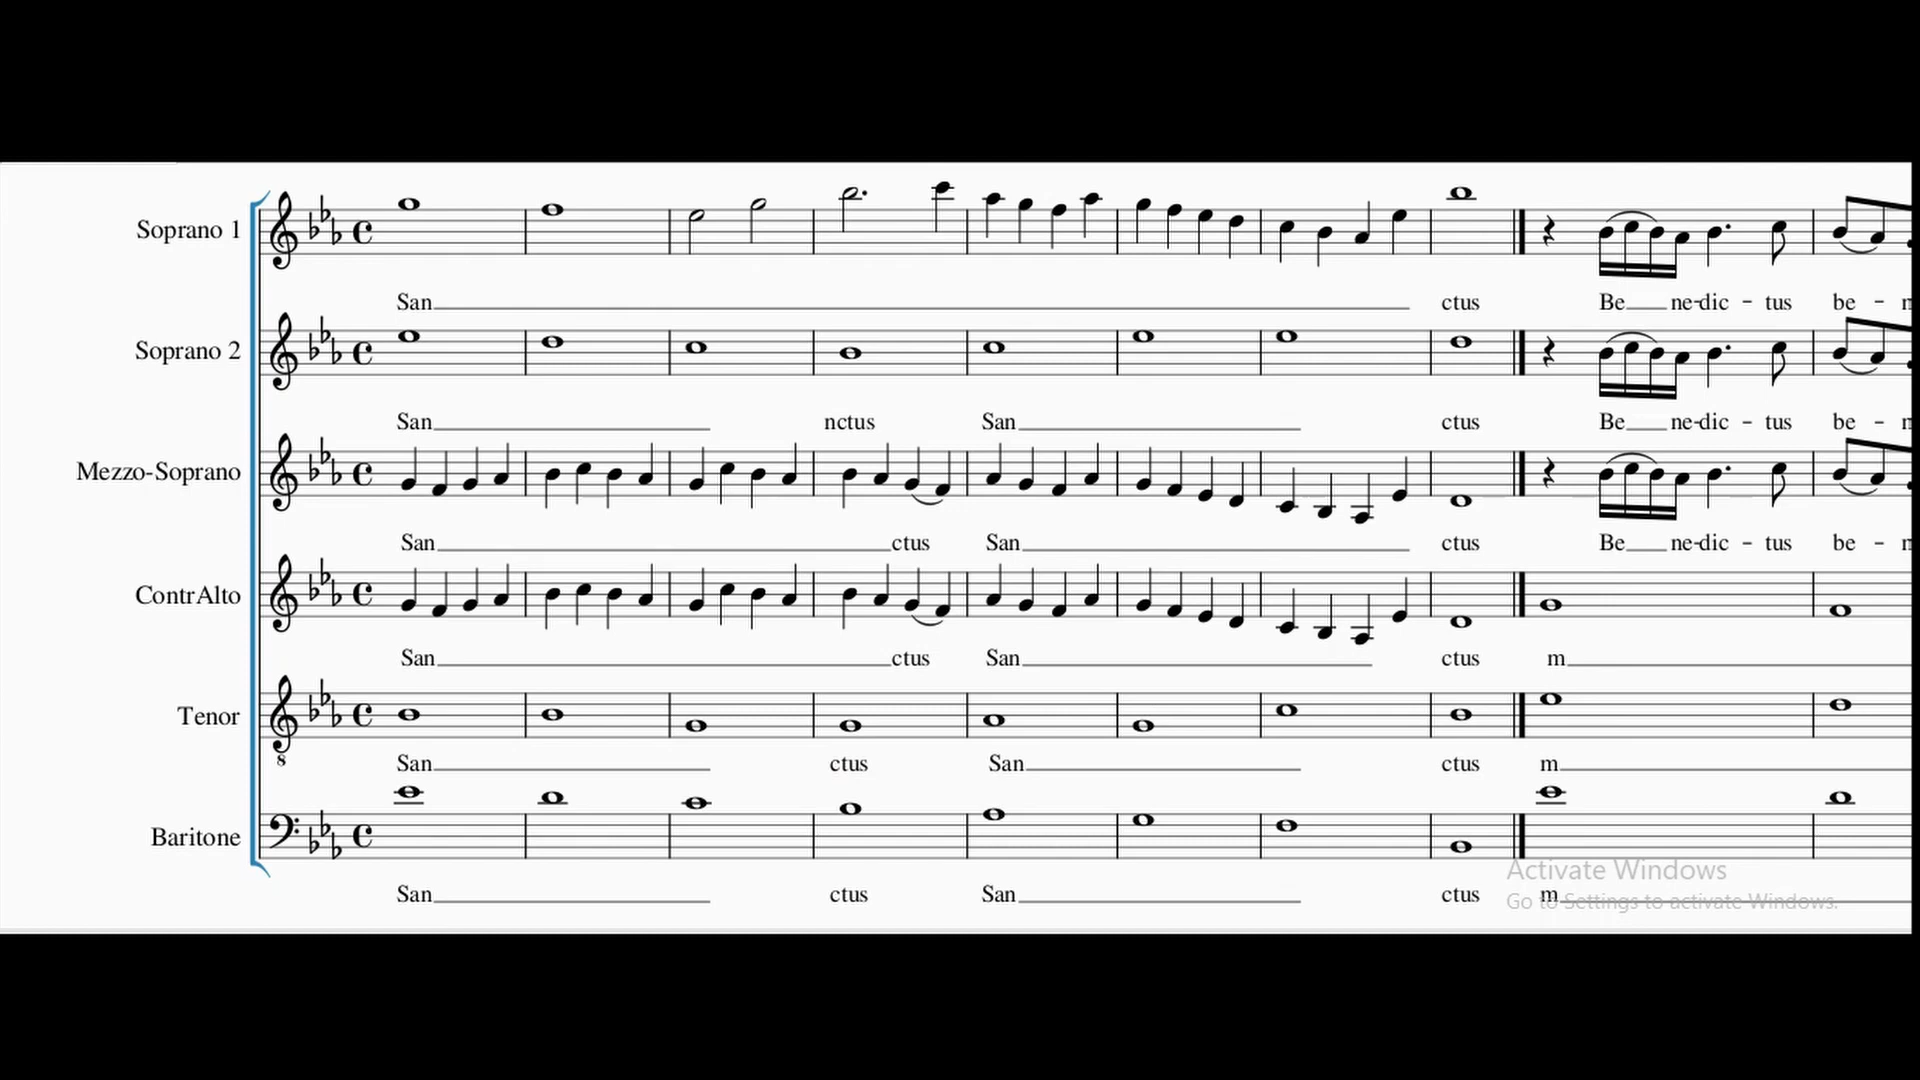 Soprano 1
San ctus Be ne-dic - tus be -
Soprano 2
San nctus San ctus Be ne-dic - tus be -
Mezzo-Soprano
San ctus San ctus Be ne-dic - tus be -
ContrAlto
San ctus San ctus m
Tenor
8
San ctus San ctus m
Baritone
San ctus San ctus m
Activate Windows
Go to Settings to activate Windows.